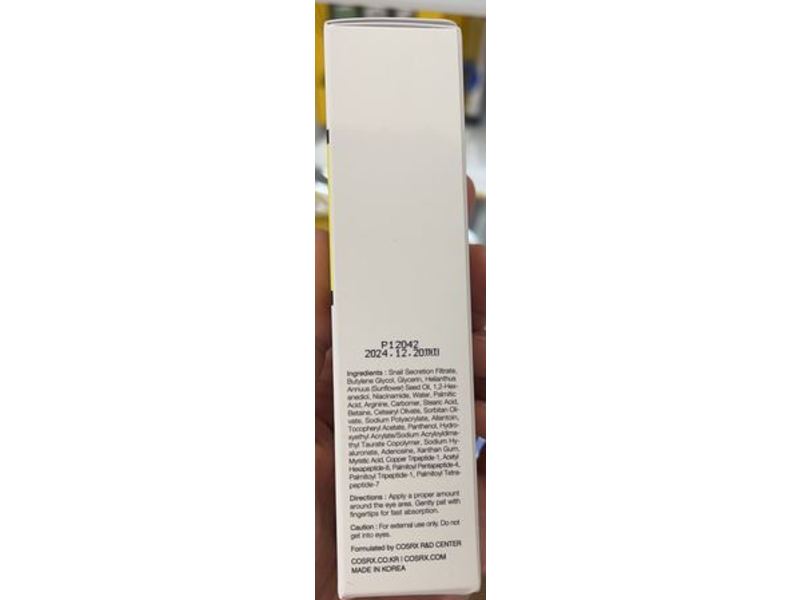 P12042
2024.12.20까지
Ingredients : Snail Secretion Filtrate,
Butylene Glycol, Glycerin, Helianthus
Annuus (Sunflower) Seed Oil, 1,2-Hex-
anediol, Niacinamide, Water, Palmitic
Acid, Arginine, Carbomer, Stearic Acid,
Betaine, Cetearyl Olivate, Sorbitan Oli-
vate, Sodium Polyacrylate, Allantoin,
Tocopheryl Acetate, Panthenol, Hydro-
xyethyl Acrylate/Sodium Acryloyldime-
thyl Taurate Copolymer, Sodium Hy-
aluronate, Adenosine, Xanthan Gum,
Myristic Acid, Copper Tripeptide-1, Acetyl
Hexapeptide-8, Palmitoyl Pentapeptide-4,
Palmitoyl Tripeptide-1, Palmitoyl Tetra-
peptide-7
Directions : Apply a proper amount
around the eye area. Gently pat with
fingertips for fast absorption.
Caution : For external use only. Do not
get into eyes.
Formulated by COSRX R&D CENTER
COSRX.CO.KR | COSRX.COM
MADE IN KOREA